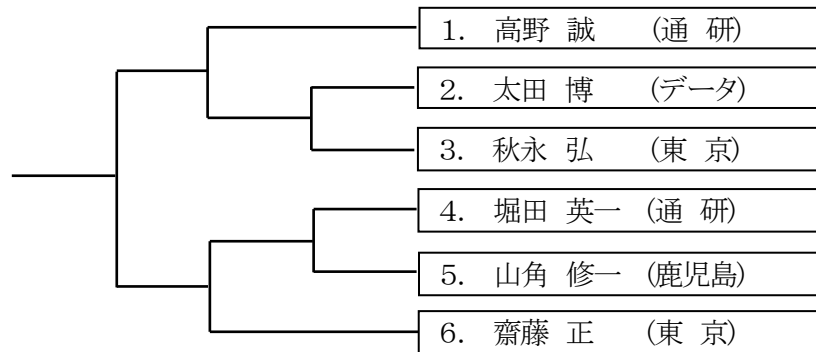 1. 高野 誠 (通 研)
2. 太田 博 (データ)
3. 秋永 弘 (東 京)
4. 堀田 英一 (通 研)
5. 山角 修一 (鹿児島)
6. 齋藤 正 (東 京)